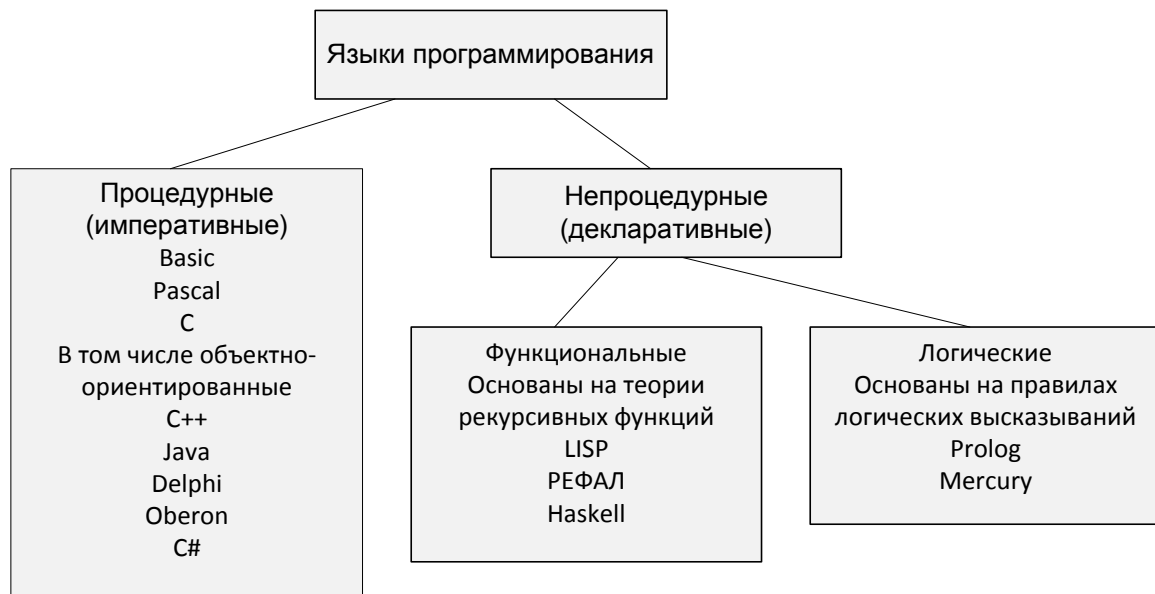 Языки программирования
Процедурные
(императивные)
Basic
Pascal
C
В том числе объектно-
ориентированные
C++
Java
Delphi
Oberon
C#
Непроцедурные
(декларативные)
Функциональные
Основаны на теории
рекурсивных функций
LISP
РЕФАЛ
Haskell
Логические
Основаны на правилах
логических высказываний
Prolog
Mercury